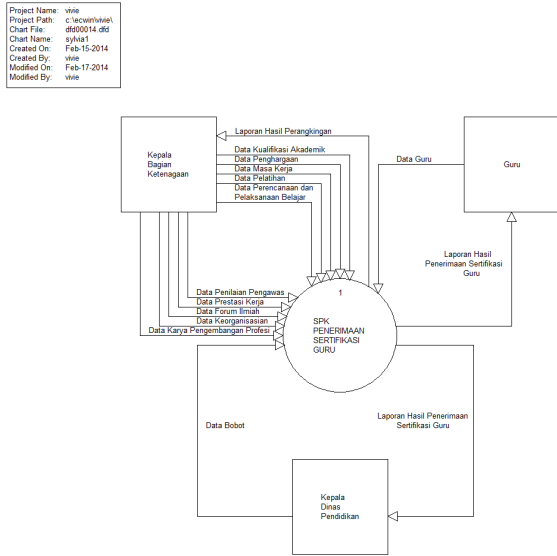 Project Name: vivie
Project Path: c:\ecwin\vivie\
Chart File: dfd00014.dfd
Chart Name: sylvia1
Created On: Feb-15-2014
Created By: vivie
Modified On: Feb-17-2014
Modified By: vivie
Kepala
Bagian
Ketenagaan
Laporan Hasil Perangkingan
Data Kualifikasi Akademik
Data Penghargaan
Data Masa Kerja
Data Pelatihan
Data Perencanaan dan
Pelaksanaan Belajar
Data Guru
Guru
Laporan Hasil
Penerimaan Sertifikasi
Guru
Data Penilaian Pengawas
Data Prestasi Kerja
Data Forum Ilmiah
Data Keorganisasian
Data Karya Pengembangan Profesi
1
SPK
PENERIMAAN
SERTIFIKASI
GURU
Data Bobot
Laporan Hasil Penerimaan
Sertifikasi Guru
Kepala
Dinas
Pendidikan